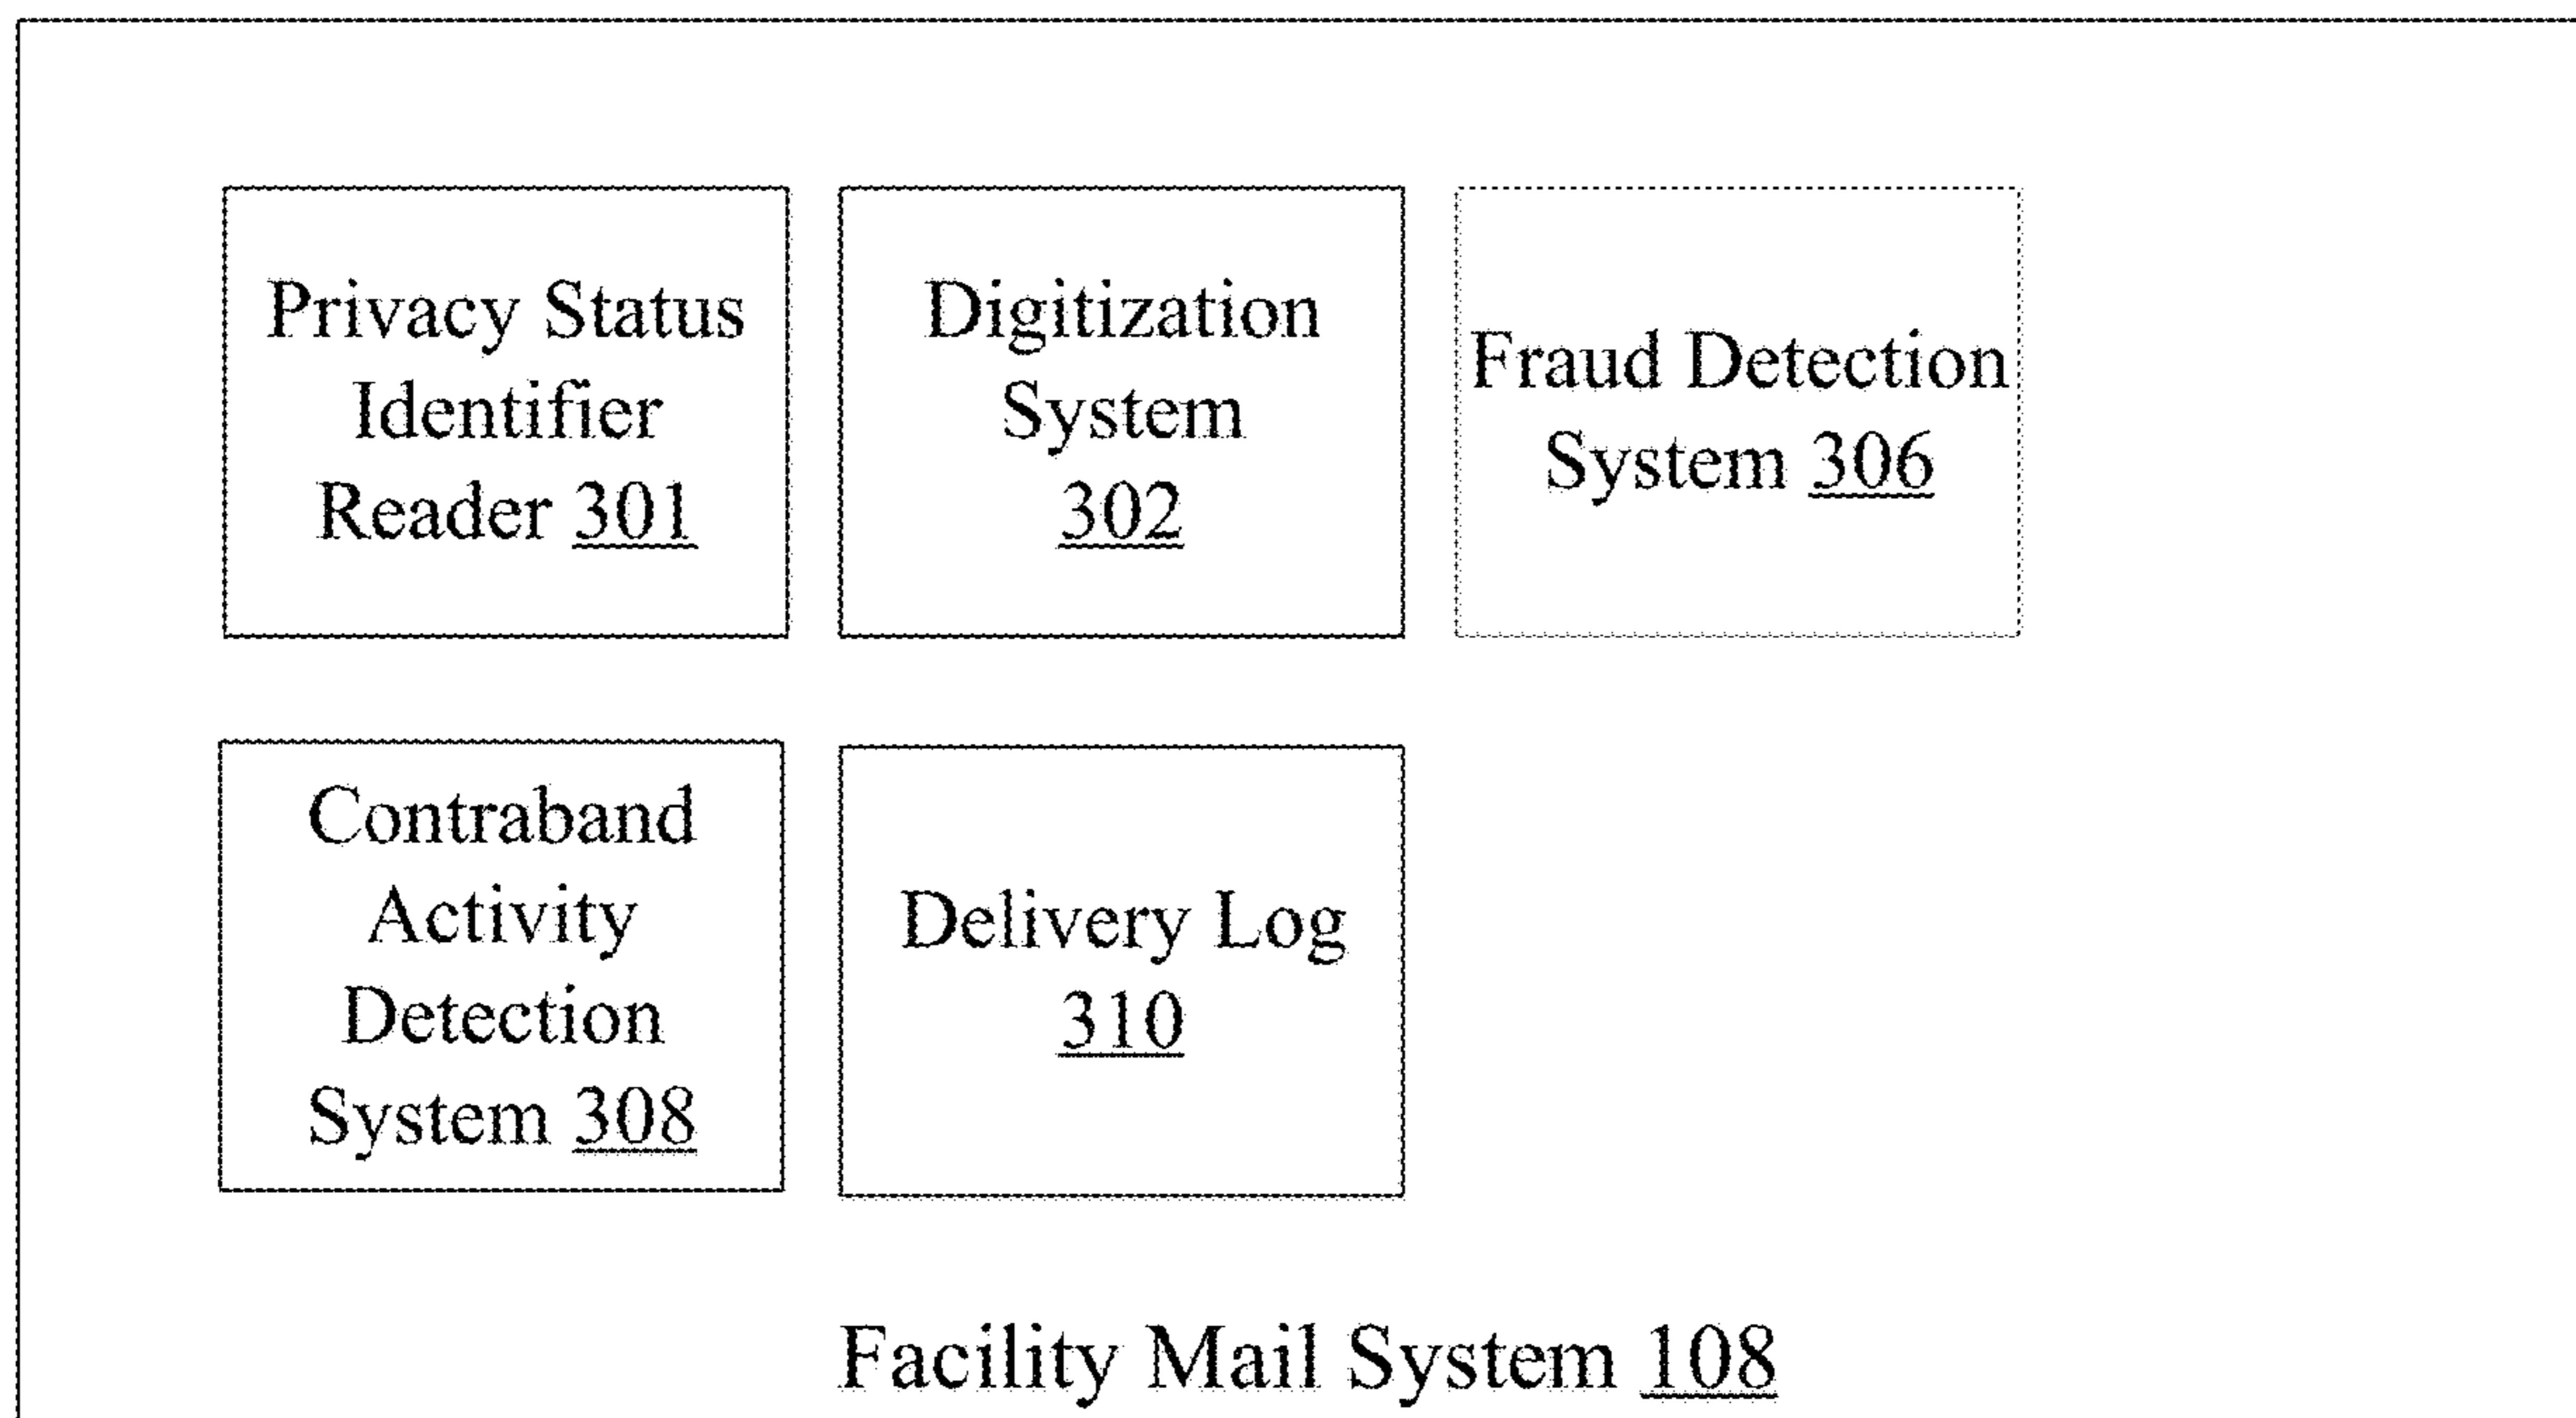 Privacy Status
Identifier
Reader 301
Digitization
System
302
Fraud Detection
System 306
Contraband
Activity
Detection
System 308
Delivery Log
310
Facility Mail System 108